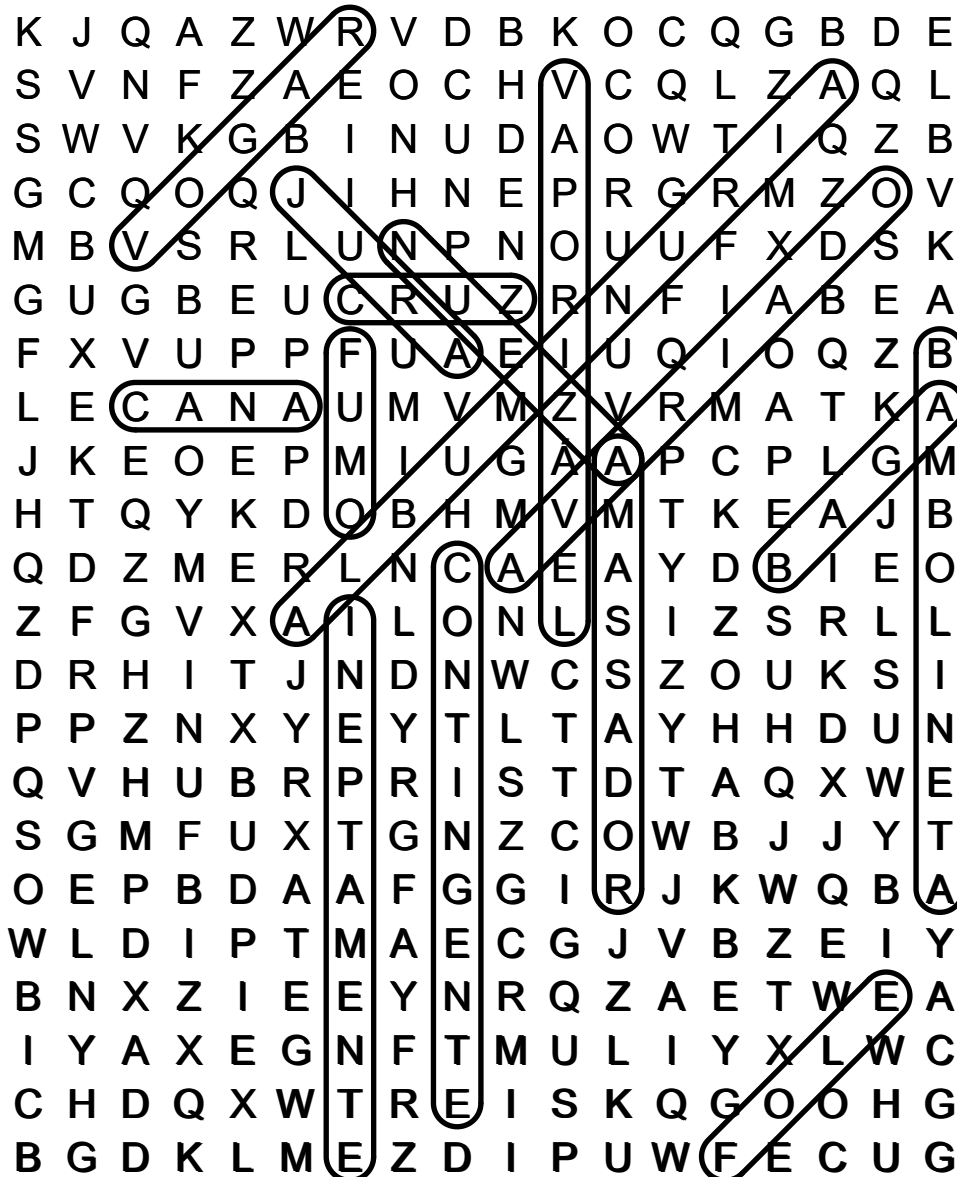 K J Q A Z W R V D B K O C Q G B D E
S V N F Z A E O C H V C Q L Z A Q L
S W V K G B I N U D A O W T I Q Z B
G C Q O Q J I H N E P R G R M Z O V
M B V S R L U N P N O U U F X D S K
G U G B E U C R U Z R N F I A B E A
F X V U P P F U A E I U Q I O Q Z B
L E C A N A U M V M Z V R M A T K A
J K E O E P M I U G Á A P C P L G M
H T Q Y K D O B H M V M T K E A J B
Q D Z M E R L N C A E A Y D B I E O
Z F G V X A I L O N L S I Z S R L L
D R H I T J N D N W C S Z O U K S I
P P Z N X Y E Y T L T A Y H H D U N
Q V H U B R P R I S T D T A Q X W E
S G M F U X T G N Z C O W B J J Y T
O E P B D A A F G G I R J K W Q B A
W L D I P T M A E C G J V B Z E I Y
B N X Z I E E Y N R Q Z A E T W E A
I Y A X E G N F T M U L I Y X L W C
C H D Q X W T R E I S K Q G O O H G
B G D K L M E Z D I P U W F E C U G